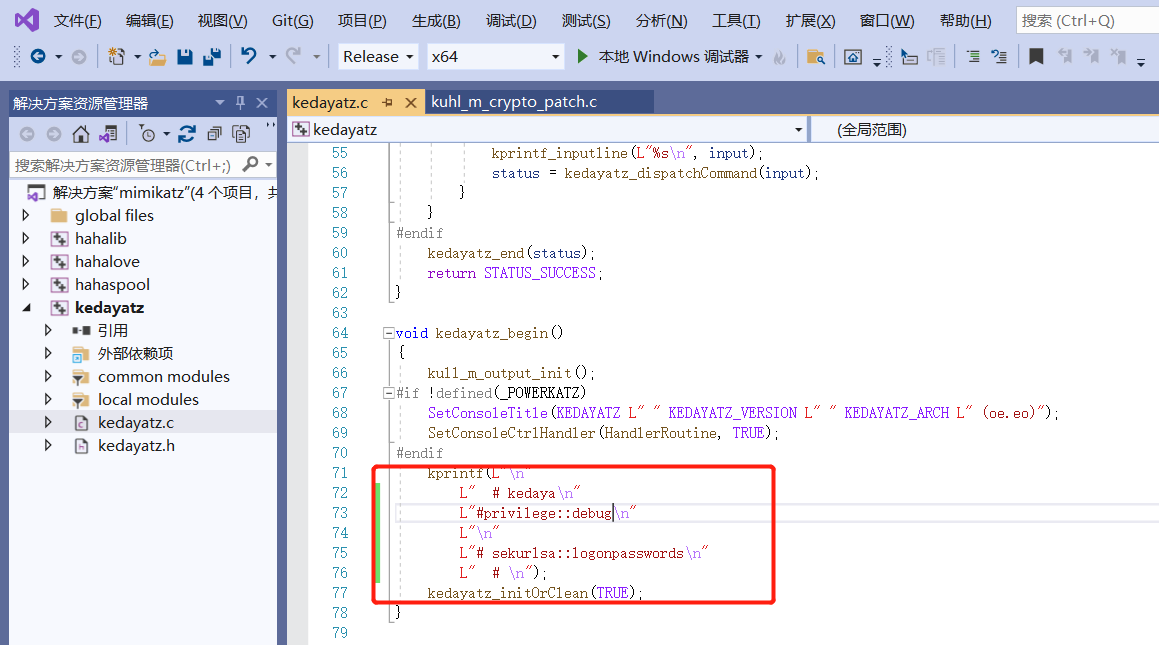 文件(F) 编辑(E) 视图(V) Git(G) 项目(P) 生成(B) 调试(D) 测试(S) 分析(N) 工具(T) 扩展(X) 窗口(W) 帮助(H) 搜索 (Ctrl+Q)
Release x64 本地 Windows 调试器
解决方案资源管理器
搜索解决方案资源管理器(Ctrl+;)
解决方案"mimikatz"(4 个项目，共
global files
hahalib
hahalove
hahaspool
kedayatz
引用
外部依赖项
common modules
local modules
kedayatz.c
kedayatz.h
kedayatz.c kuhl_m_crypto_patch.c
kedayatz (全局范围)
55 kprintf_inputline(L"%s\n", input);
56 status = kedayatz_dispatchCommand(input);
57 }
58 }
59 #endif
60 kedayatz_end(status);
61 return STATUS_SUCCESS;
62 }
63
64 void kedayatz_begin()
65 {
66 kull_m_output_init();
67 #if !defined(_POWERKATZ)
68 SetConsoleTitle(KEDAYATZ L" " KEDAYATZ_VERSION L" " KEDAYATZ_ARCH L" (oe.eo)");
69 SetConsoleCtrlHandler(HandlerRoutine, TRUE);
70 #endif
71 kprintf(L"\n"
72 L"  # kedaya\n"
73 L"#privilege::debug\n"
74 L"\n"
75 L"# sekurlsa::logonpasswords\n"
76 L"  # \n");
77 kedayatz_initOrClean(TRUE);
78 }
79